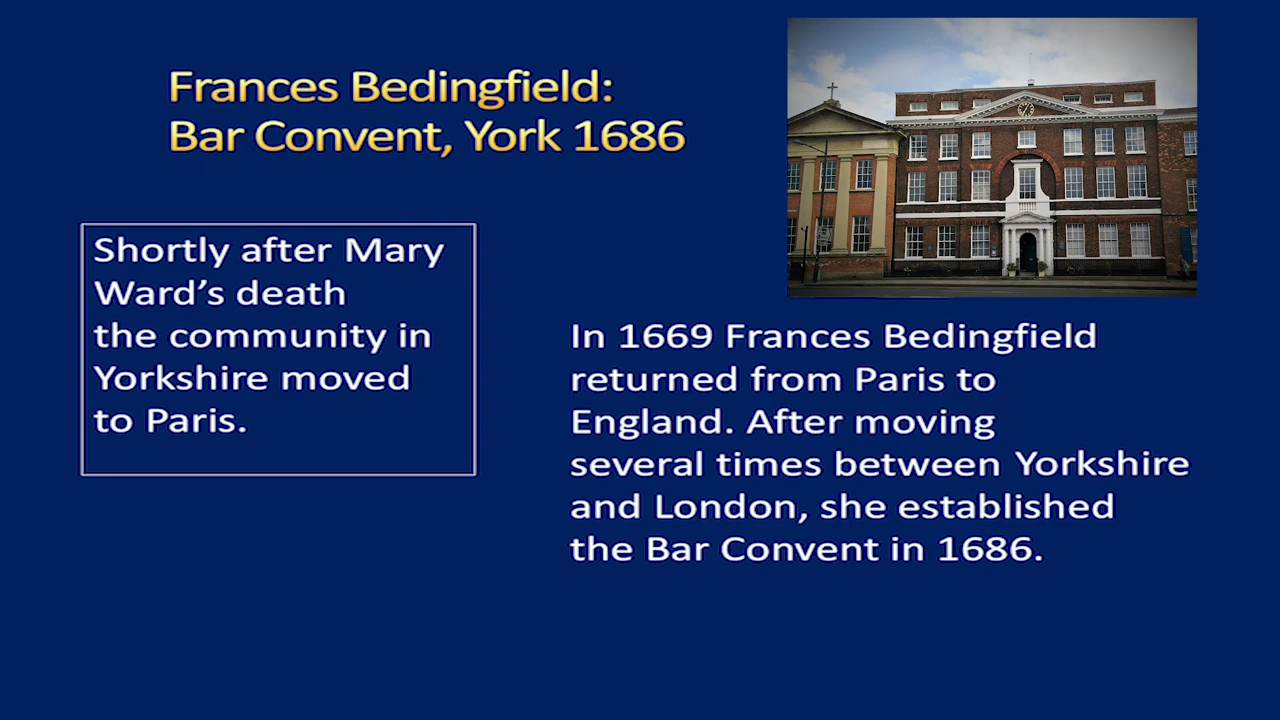 Frances Bedingfield:
Bar Convent, York 1686
Shortly after Mary
Ward’s death
the community in
Yorkshire moved
to Paris.
In 1669 Frances Bedingfield
returned from Paris to
England. After moving
several times between Yorkshire
and London, she established
the Bar Convent in 1686.